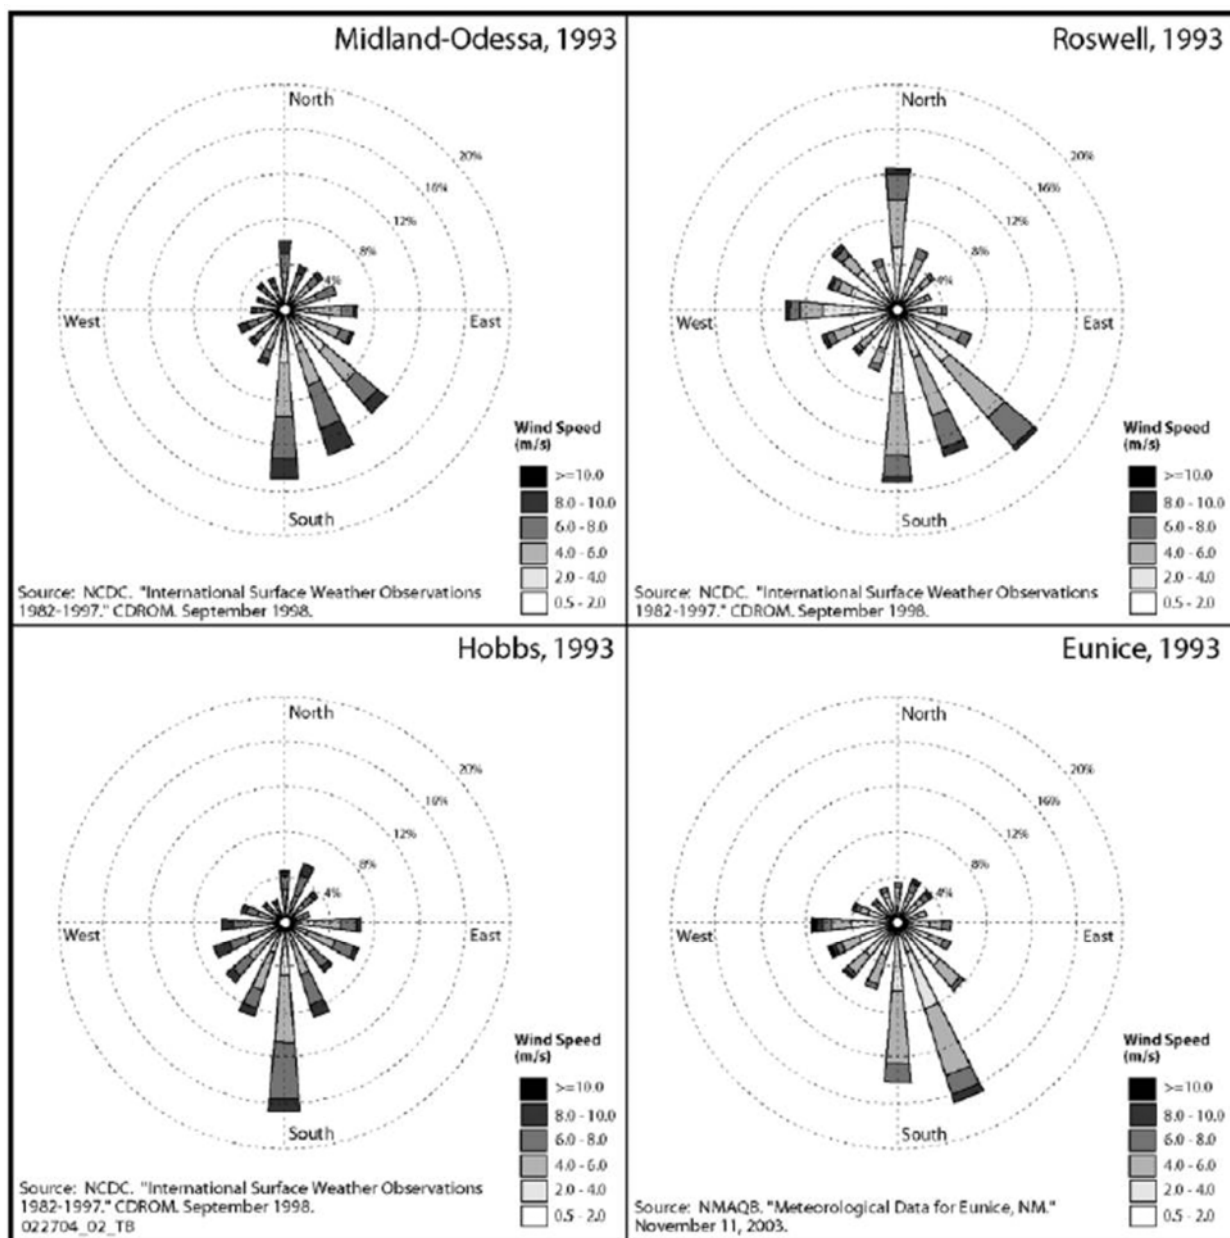 Midland-Odessa, 1993
North
20%
16%
12%
8%
4%
West
East
South
Wind Speed
(m/s)
>=10.0
8.0 - 10.0
6.0 - 8.0
4.0 - 6.0
2.0 - 4.0
0.5 - 2.0
Source: NCDC. "International Surface Weather Observations
1982-1997." CDROM. September 1998.
Roswell, 1993
North
20%
16%
12%
8%
4%
West
East
South
Wind Speed
(m/s)
>=10.0
8.0 - 10.0
6.0 - 8.0
4.0 - 6.0
2.0 - 4.0
0.5 - 2.0
Source: NCDC. "International Surface Weather Observations
1982-1997." CDROM. September 1998.
Hobbs, 1993
North
20%
16%
12%
8%
4%
West
East
South
Wind Speed
(m/s)
>=10.0
8.0 - 10.0
6.0 - 8.0
4.0 - 6.0
2.0 - 4.0
0.5 - 2.0
Source: NCDC. "International Surface Weather Observations
1982-1997." CDROM. September 1998.
022704_02_TB
Eunice, 1993
North
20%
16%
12%
8%
4%
West
East
South
Wind Speed
(m/s)
>=10.0
8.0 - 10.0
6.0 - 8.0
4.0 - 6.0
2.0 - 4.0
0.5 - 2.0
Source: NMAQB. "Meteorological Data for Eunice, NM."
November 11, 2003.